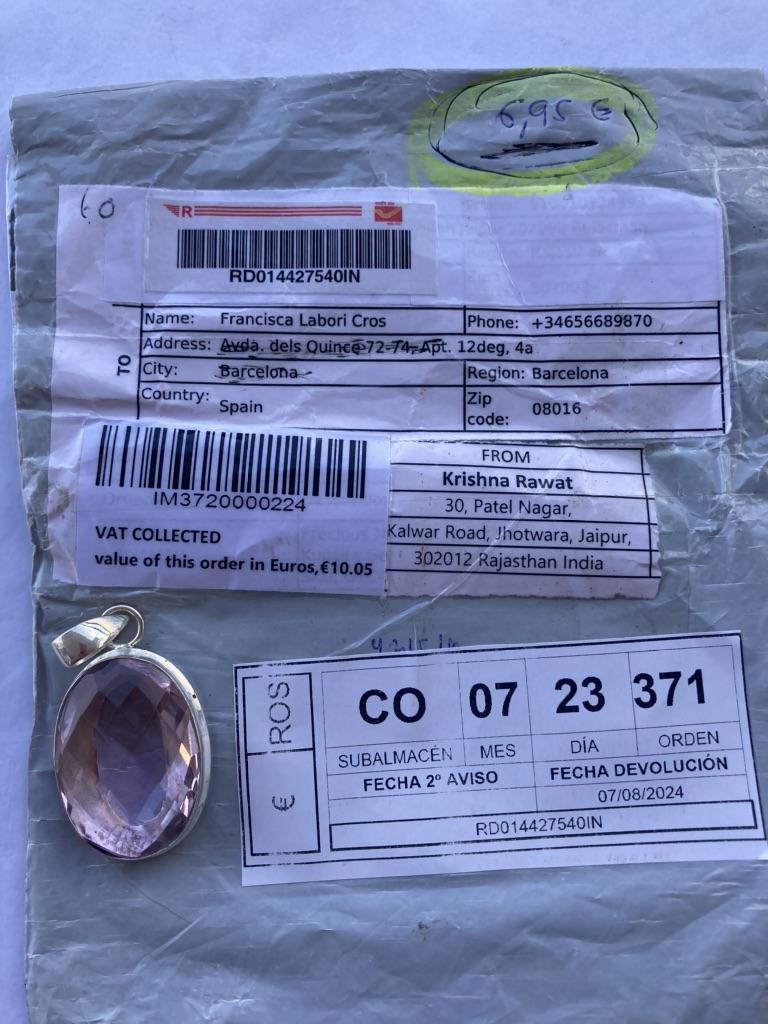 6,95 €
60
R
RD014427540IN
TO
Name: Francisca Labori Cros Phone: +34656689870
Address: Avda. dels Quince 72-74, Apt. 12deg, 4a
City: Barcelona Region: Barcelona
Country: Spain Zip code: 08016
IM3720000224
VAT COLLECTED
value of this order in Euros,€10.05
FROM
Krishna Rawat
30, Patel Nagar,
Kalwar Road, Jhotwara, Jaipur,
302012 Rajasthan India
€ ROS
CO 07 23 371
SUBALMACÉN MES DÍA ORDEN
FECHA 2º AVISO FECHA DEVOLUCIÓN
07/08/2024
RD014427540IN